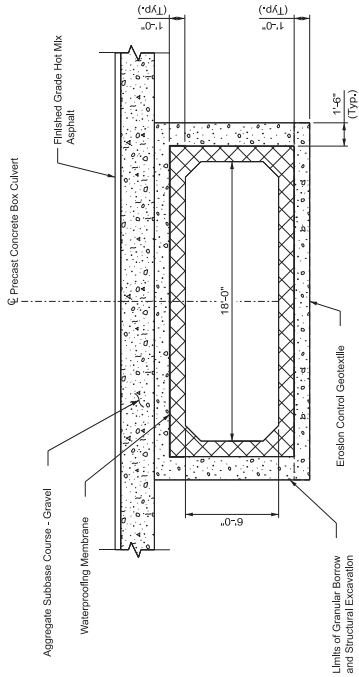 ℄ Precast Concrete Box Culvert
Finished Grade Hot Mix
Asphalt
Aggregate Subbase Course - Gravel
Waterproofing Membrane
1'-0"
(Typ.)
1'-0"
(Typ.)
18'-0"
6'-0"
1'-6"
(Typ.)
Erosion Control Geotextile
Limits of Granular Borrow
and Structural Excavation